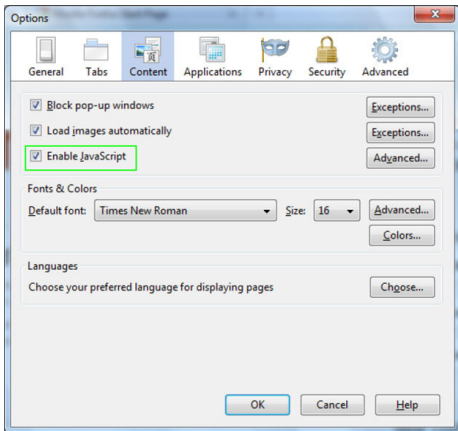 Options
General Tabs Content Applications Privacy Security Advanced
Block pop-up windows Exceptions...
Load images automatically Exceptions...
Enable JavaScript Advanced...
Fonts & Colors
Default font: Times New Roman Size: 16 Advanced...
Colors...
Languages
Choose your preferred language for displaying pages Choose...
OK Cancel Help